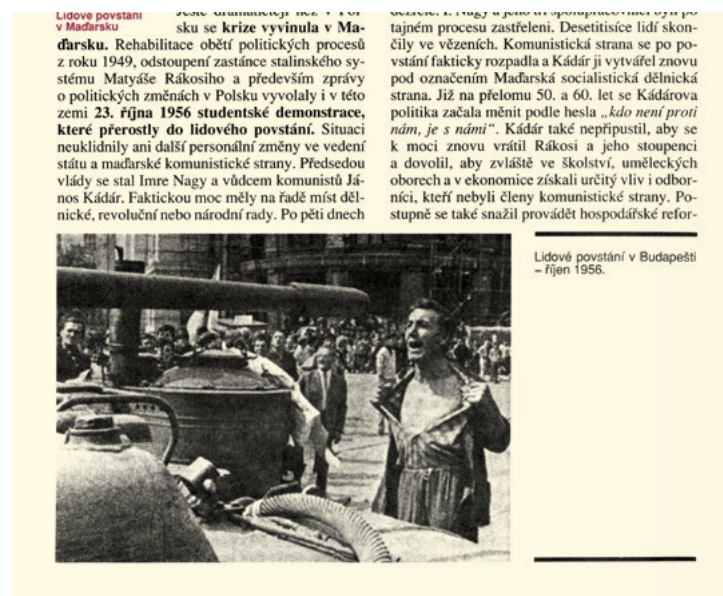 Lidové povstání
v Maďarsku
sku se krize vyvinula v Ma-
ďarsku. Rehabilitace obětí politických procesů
z roku 1949, odstoupení zastánce stalinského sy-
stému Matyáše Rákosiho a především zprávy
o politických změnách v Polsku vyvolaly i v této
zemi 23. října 1956 studentské demonstrace,
které přerostly do lidového povstání. Situaci
neuklidnily ani další personální změny ve vedení
státu a maďarské komunistické strany. Předsedou
vlády se stal Imre Nagy a vůdcem komunistů Já-
nos Kádár. Faktickou moc měly na řadě míst děl-
nické, revoluční nebo národní rady. Po pěti dnech
tajném procesu zastřeleni. Desetitisíce lidí skon-
čily ve vězeních. Komunistická strana se po po-
vstání fakticky rozpadla a Kádár ji vytvářel znovu
pod označením Maďarská socialistická dělnická
strana. Již na přelomu 50. a 60. let se Kádárova
politika začala měnit podle hesla „kdo není proti
nám, je s námi“. Kádár také nepřipustil, aby se
k moci znovu vrátil Rákosi a jeho stoupenci
a dovolil, aby zvláště ve školství, uměleckých
oborech a v ekonomice získali určitý vliv i odbor-
níci, kteří nebyli členy komunistické strany. Po-
stupně se také snažil provádět hospodářské refor-
Lidové povstání v Budapešti
– říjen 1956.